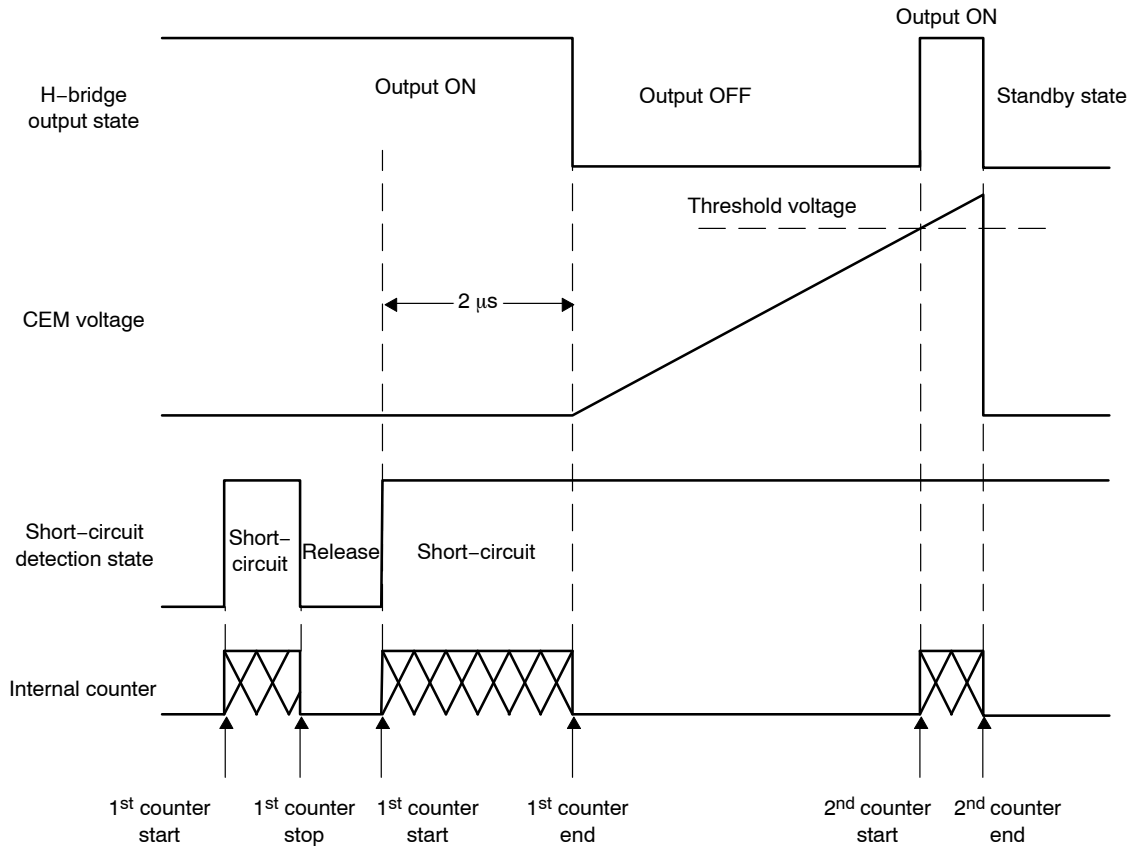 Output ON
H−bridge
output state
Output ON
Output OFF
Standby state
Threshold voltage
2 μs
CEM voltage
Short−circuit
detection state
Short−
circuit
Release
Short−circuit
Internal counter
1st counter
start
1st counter
stop
1st counter
start
1st counter
end
2nd counter
start
2nd counter
end